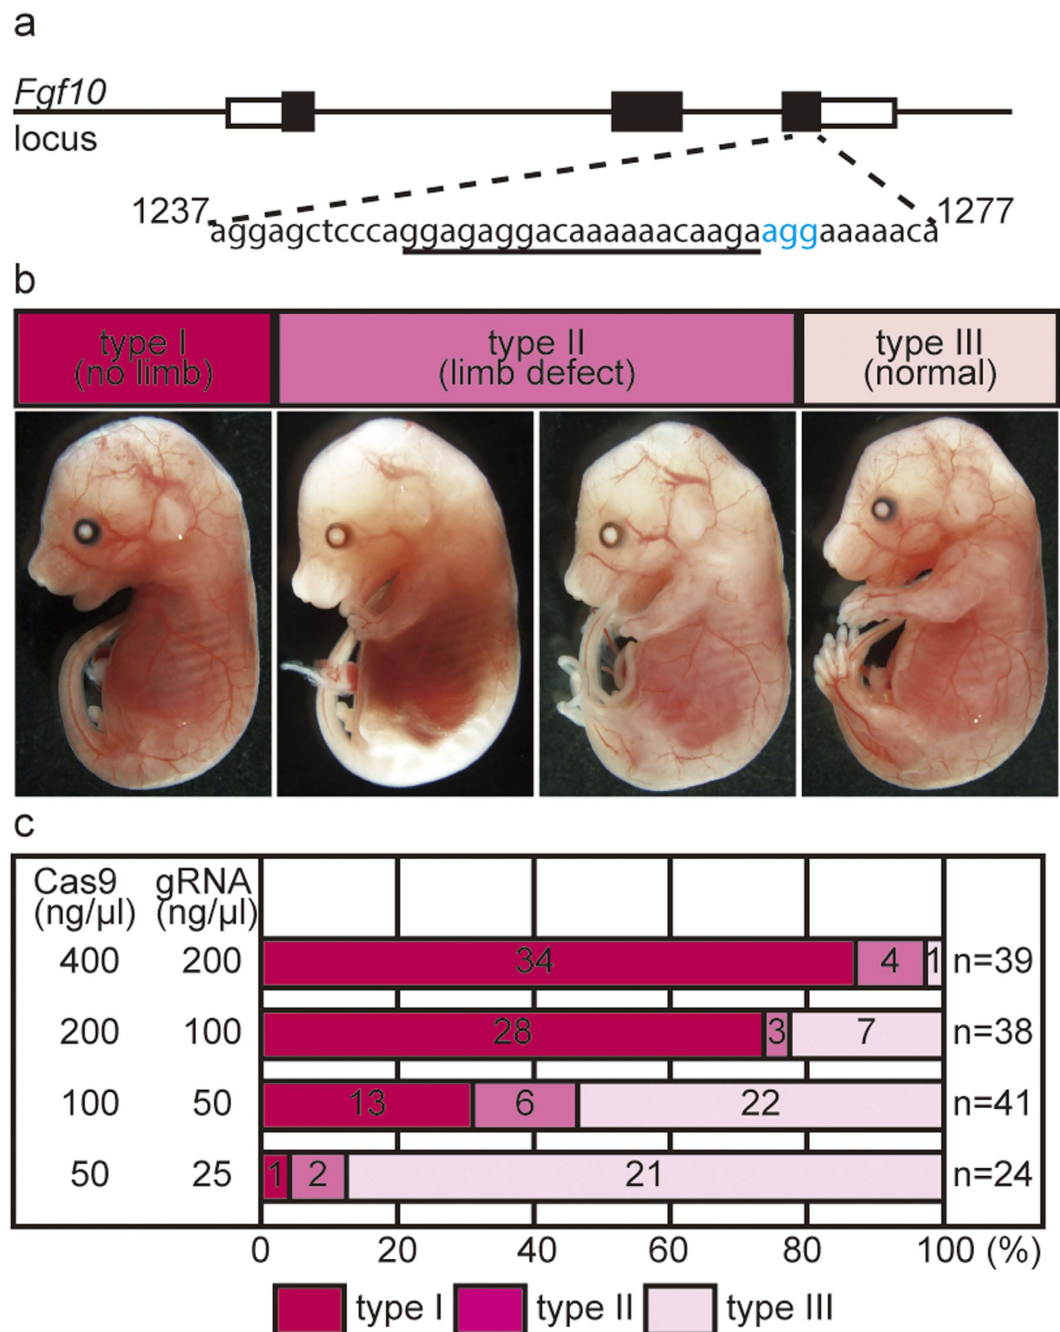 a
Fgf10
locus
1237
1277
aggagctcccaggagaggacaaaaaacaagaaggaaaaaca
b
type I
(no limb)
type II
(limb defect)
type III
(normal)
c
Cas9
(ng/µl)
gRNA
(ng/µl)
400 200 34 4 1 n=39
200 100 28 3 7 n=38
100 50 13 6 22 n=41
50 25 1 2 21 n=24
0 20 40 60 80 100 (%)
type I type II type III